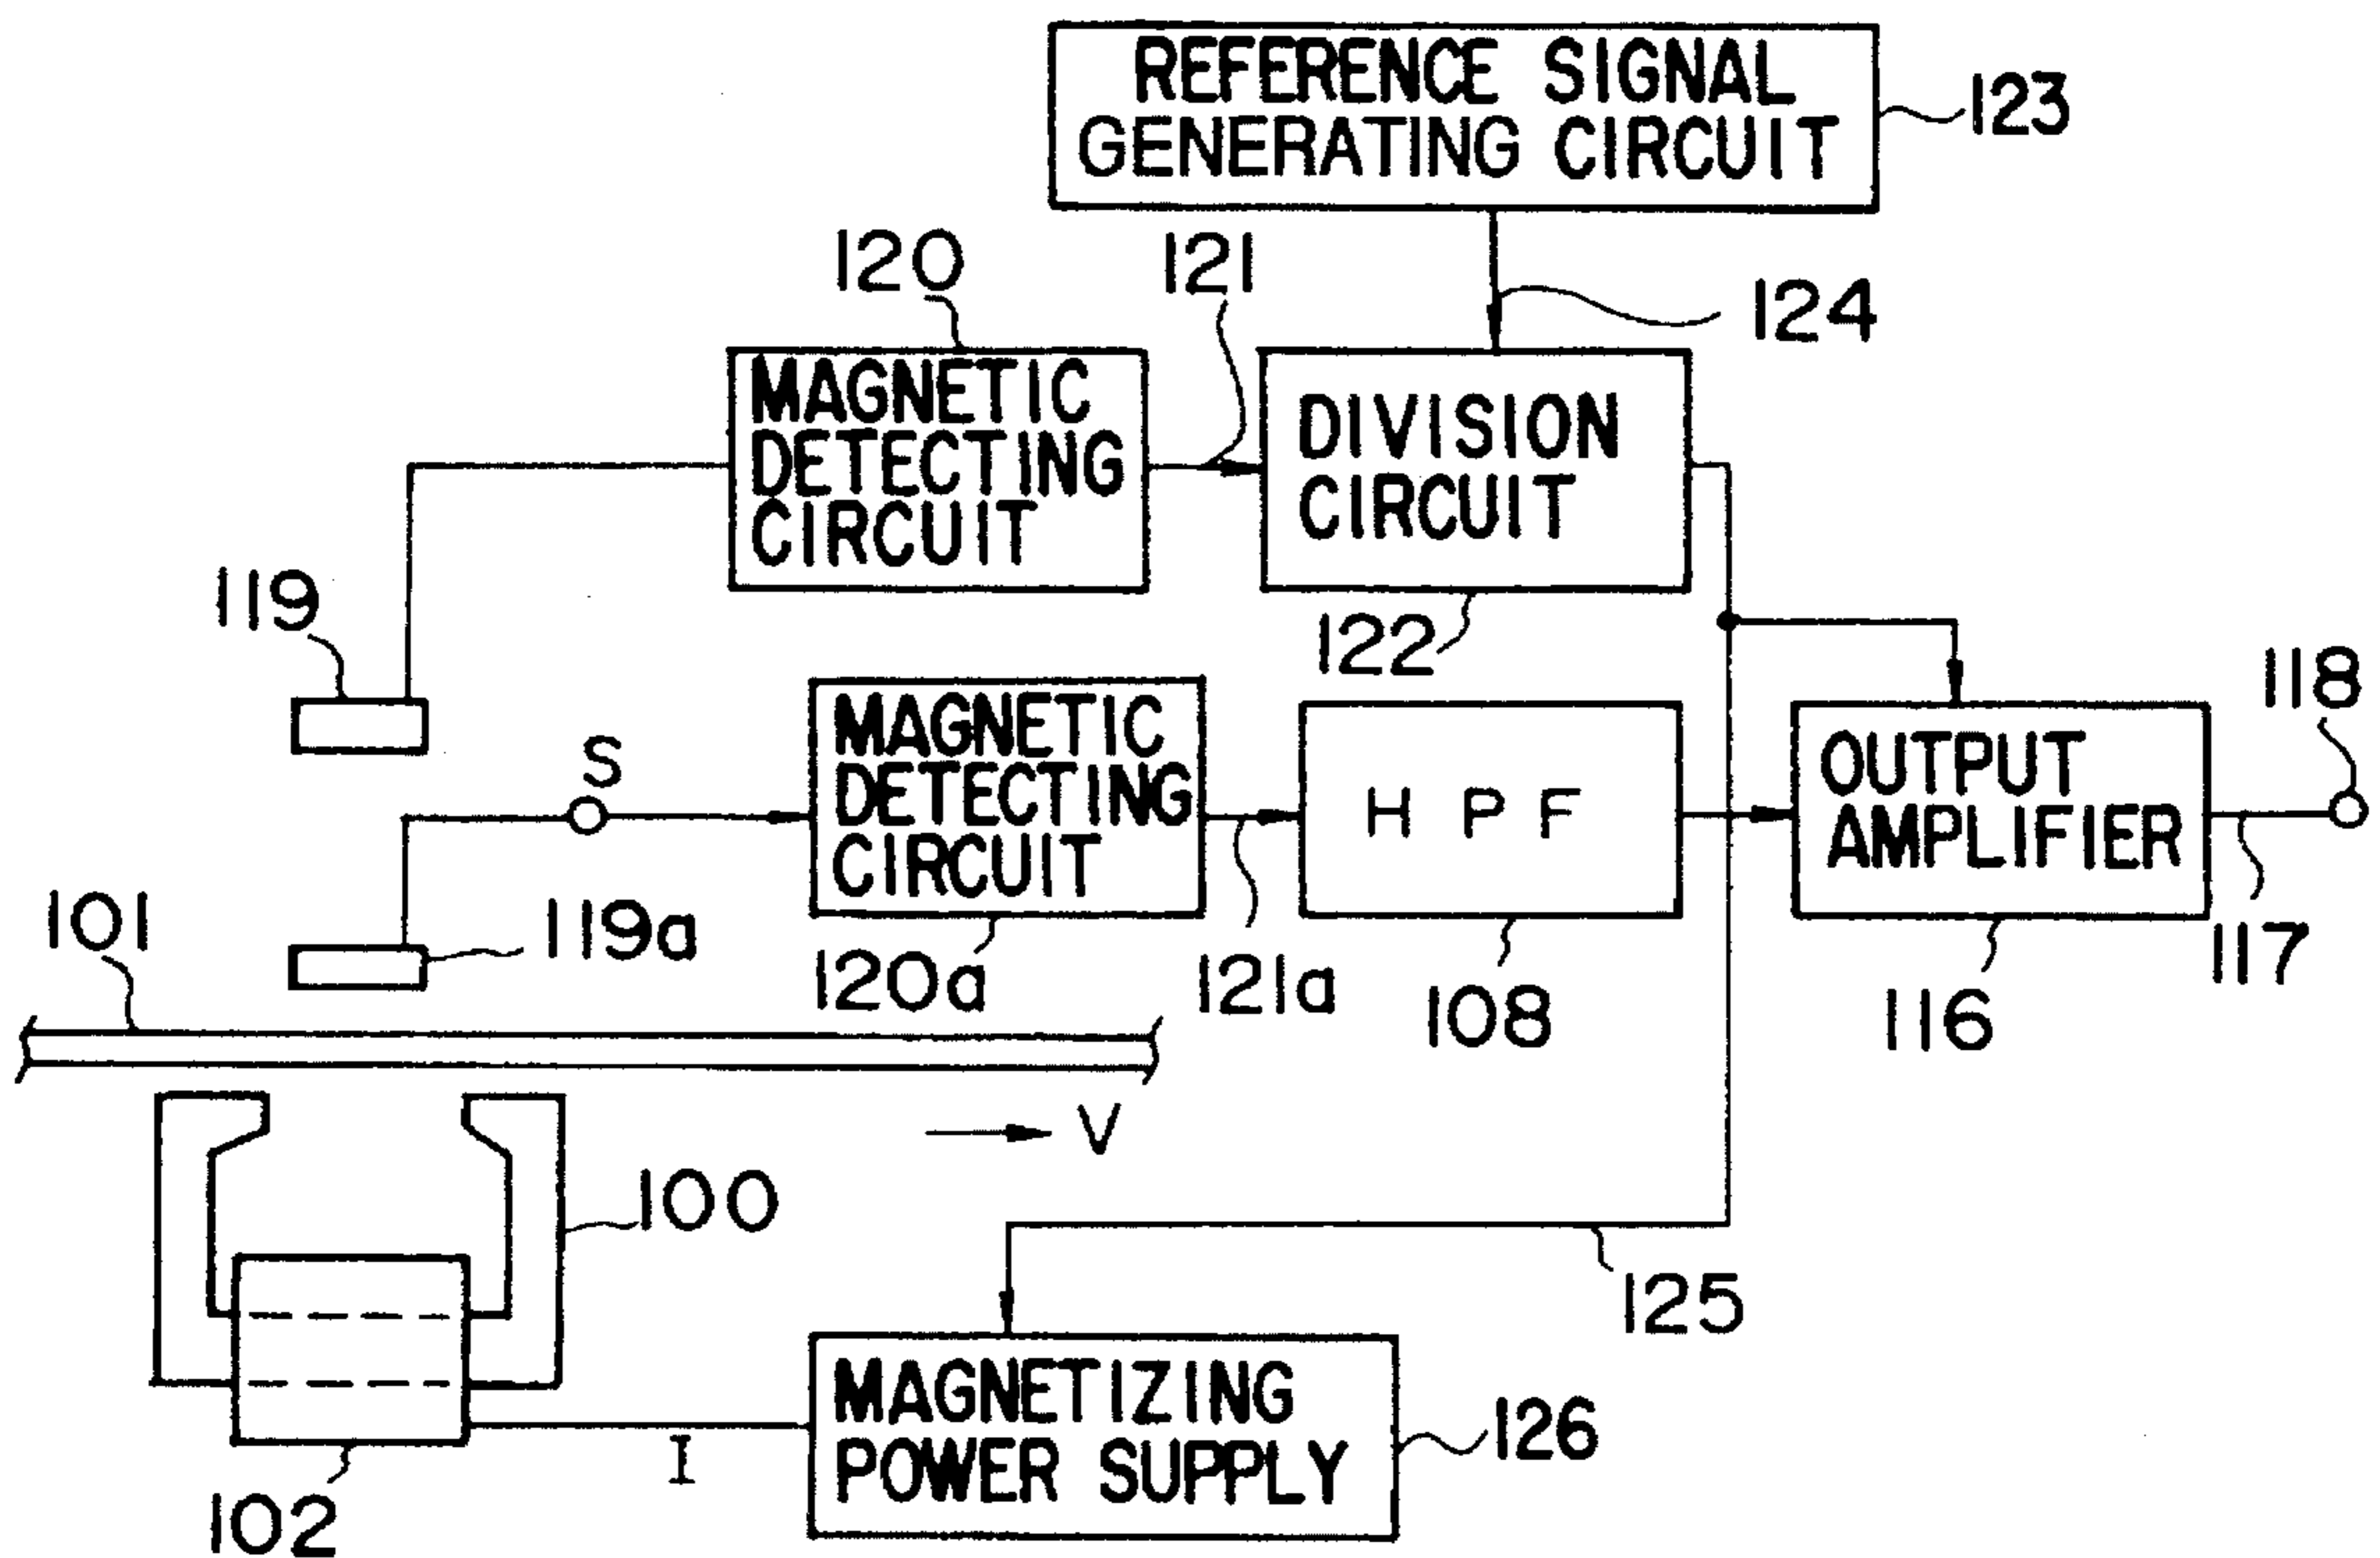 REFERENCE SIGNAL
GENERATING CIRCUIT
123
120
121
124
MAGNETIC
DETECTING
CIRCUIT
DIVISION
CIRCUIT
119
122
118
S
MAGNETIC
DETECTING
CIRCUIT
H P F
OUTPUT
AMPLIFIER
101
119a
120a
121a
108
116
117
V
100
125
I
MAGNETIZING
POWER SUPPLY
126
102